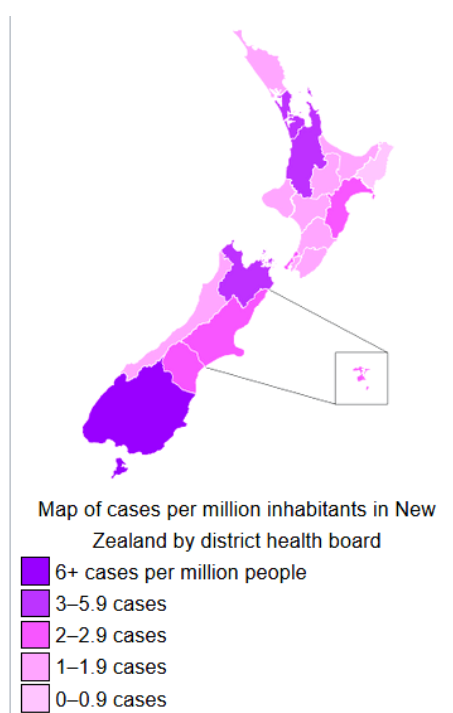 Map of cases per million inhabitants in New
Zealand by district health board
6+ cases per million people
3–5.9 cases
2–2.9 cases
1–1.9 cases
0–0.9 cases